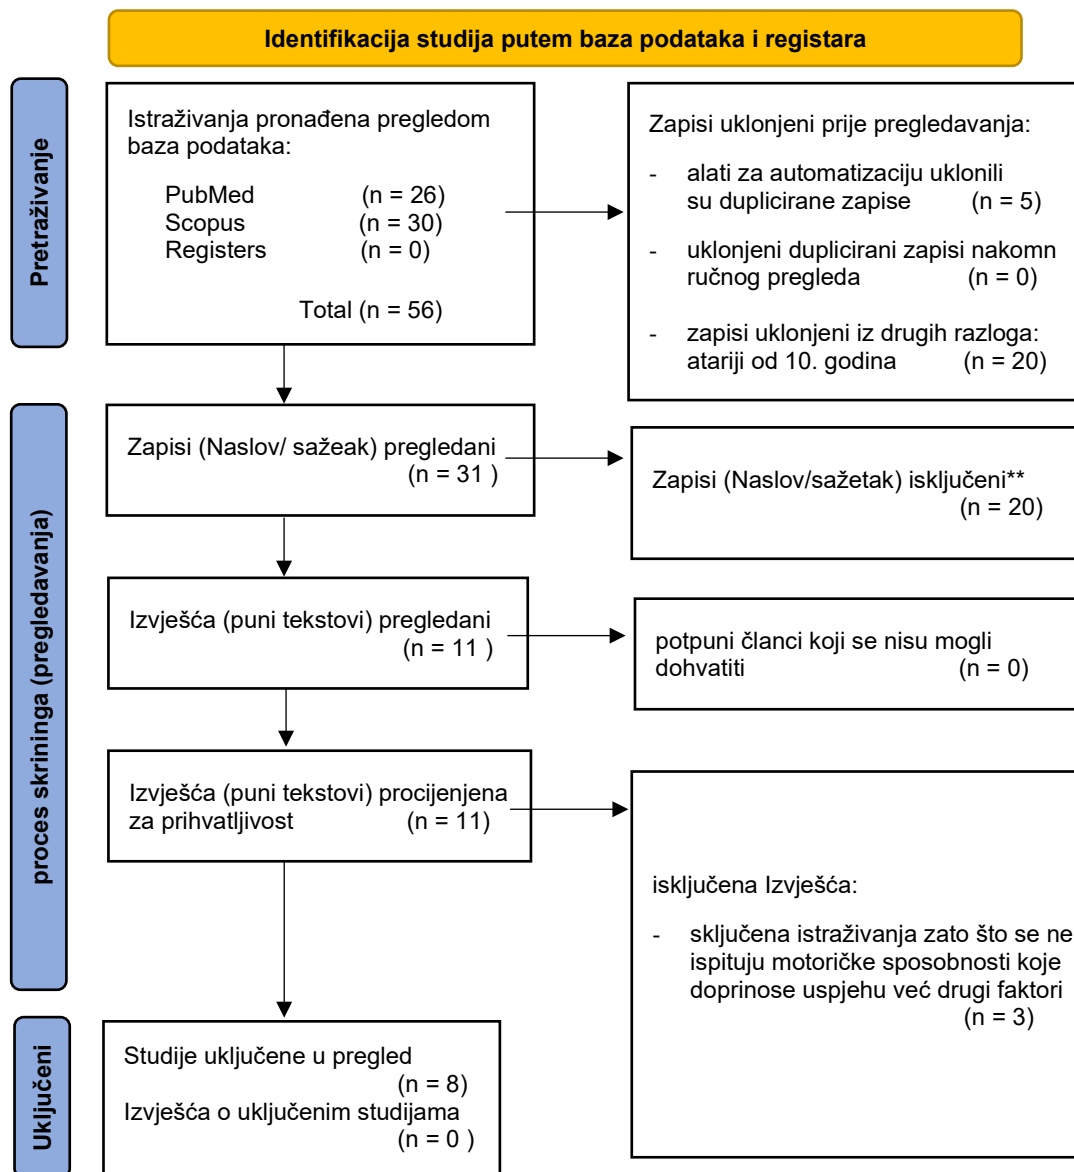 Identifikacija studija putem baza podataka i registara
Pretraživanje
Istraživanja pronađena pregledom
baza podataka:
PubMed (n = 26)
Scopus (n = 30)
Registers (n = 0)
Total (n = 56)
Zapisi uklonjeni prije pregledavanja:
- alati za automatizaciju uklonili
su duplicirane zapise (n = 5)
- uklonjeni duplicirani zapisi nakomn
ručnog pregleda (n = 0)
- zapisi uklonjeni iz drugih razloga:
atariji od 10. godina (n = 20)
proces skrininga (pregledavanja)
Zapisi (Naslov/ sažeak) pregledani
(n = 31 )
Zapisi (Naslov/sažetak) isključeni**
(n = 20)
Izvješća (puni tekstovi) pregledani
(n = 11 )
potpuni članci koji se nisu mogli
dohvatiti (n = 0)
Izvješća (puni tekstovi) procijenjena
za prihvatljivost (n = 11)
isključena Izvješća:
- sključena istraživanja zato što se ne
ispituju motoričke sposobnosti koje
doprinose uspjehu već drugi faktori
(n = 3)
Uključeni
Studije uključene u pregled
(n = 8)
Izvješća o uključenim studijama
(n = 0 )